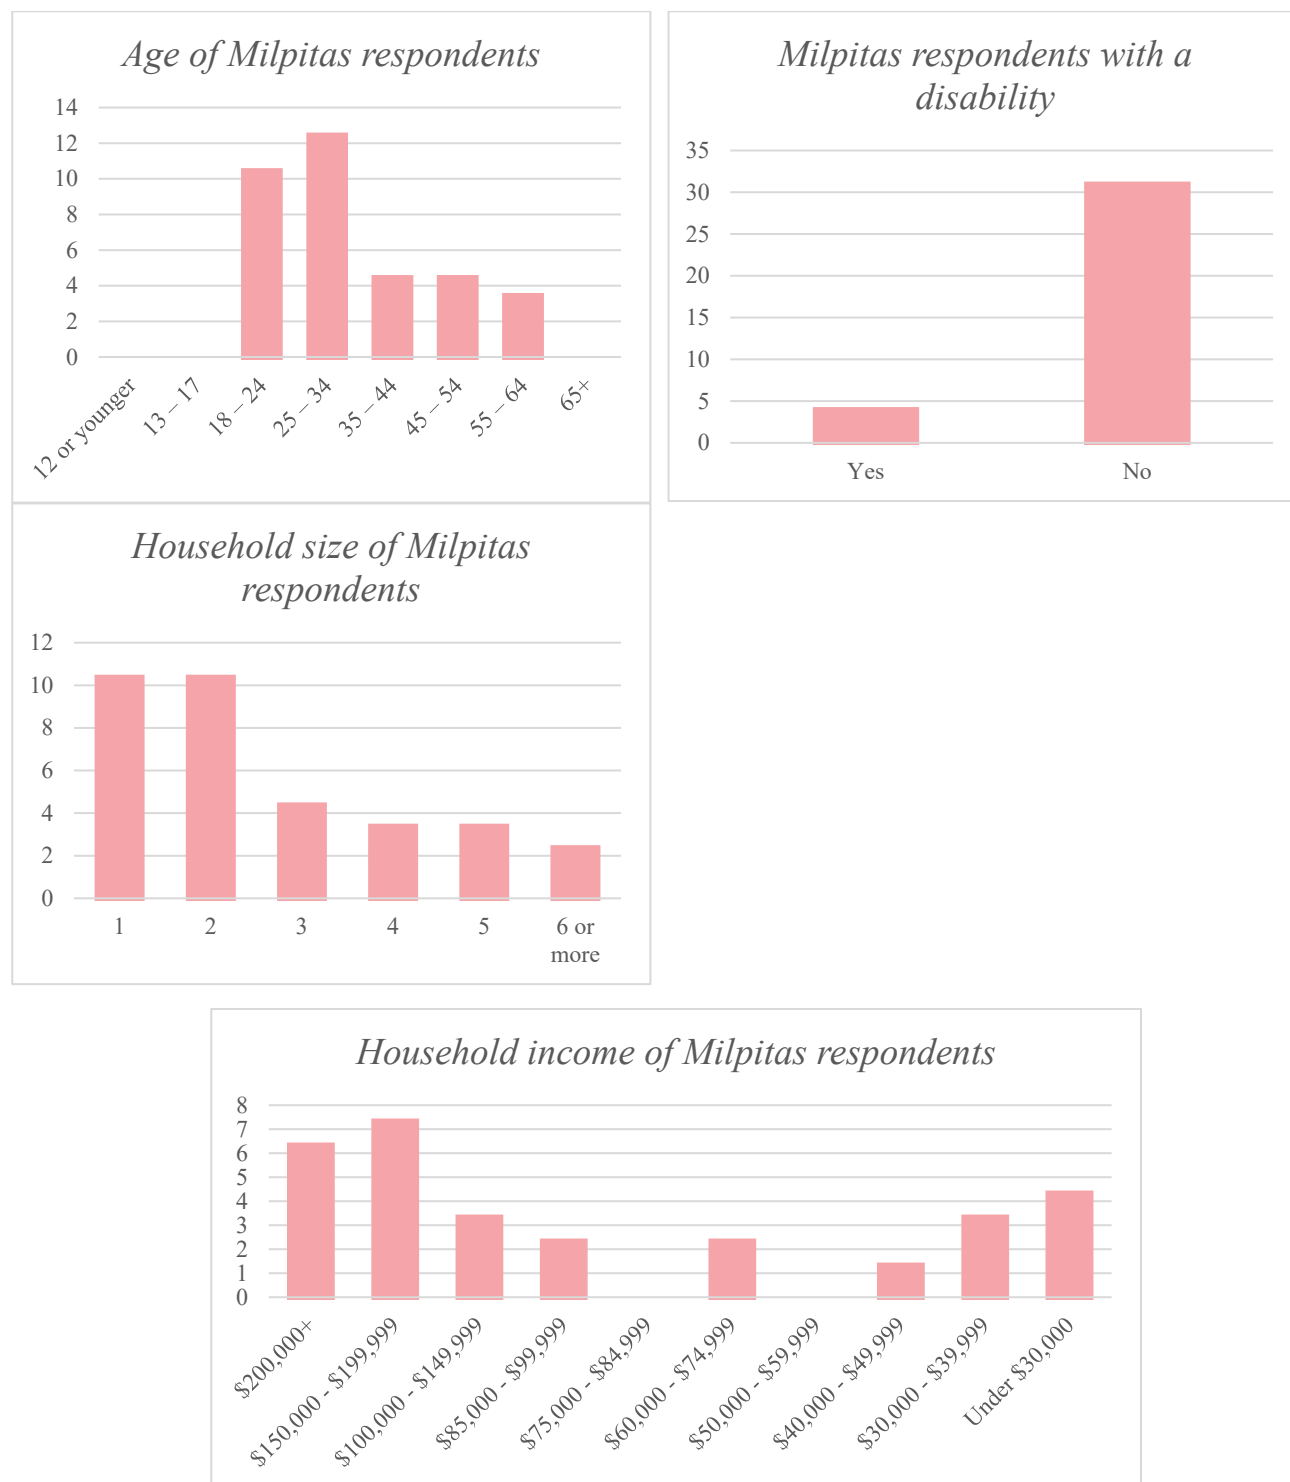 Age of Milpitas respondents
14
12
10
8
6
4
2
0
12 or younger
13 – 17
18 – 24
25 – 34
35 – 44
45 – 54
55 – 64
65+
Milpitas respondents with a
disability
35
30
25
20
15
10
5
0
Yes
No
Household size of Milpitas
respondents
12
10
8
6
4
2
0
1
2
3
4
5
6 or
more
Household income of Milpitas respondents
8
7
6
5
4
3
2
1
0
$200,000+
$150,000 - $199,999
$100,000 - $149,999
$85,000 - $99,999
$75,000 - $84,999
$60,000 - $74,999
$50,000 - $59,999
$40,000 - $49,999
$30,000 - $39,999
Under $30,000